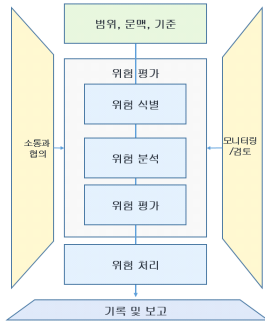 범위, 문맥, 기준
위험 평가
위험 식별
소통과
협의
모니터링
/검토
위험 분석
위험 평가
위험 처리
기록 및 보고